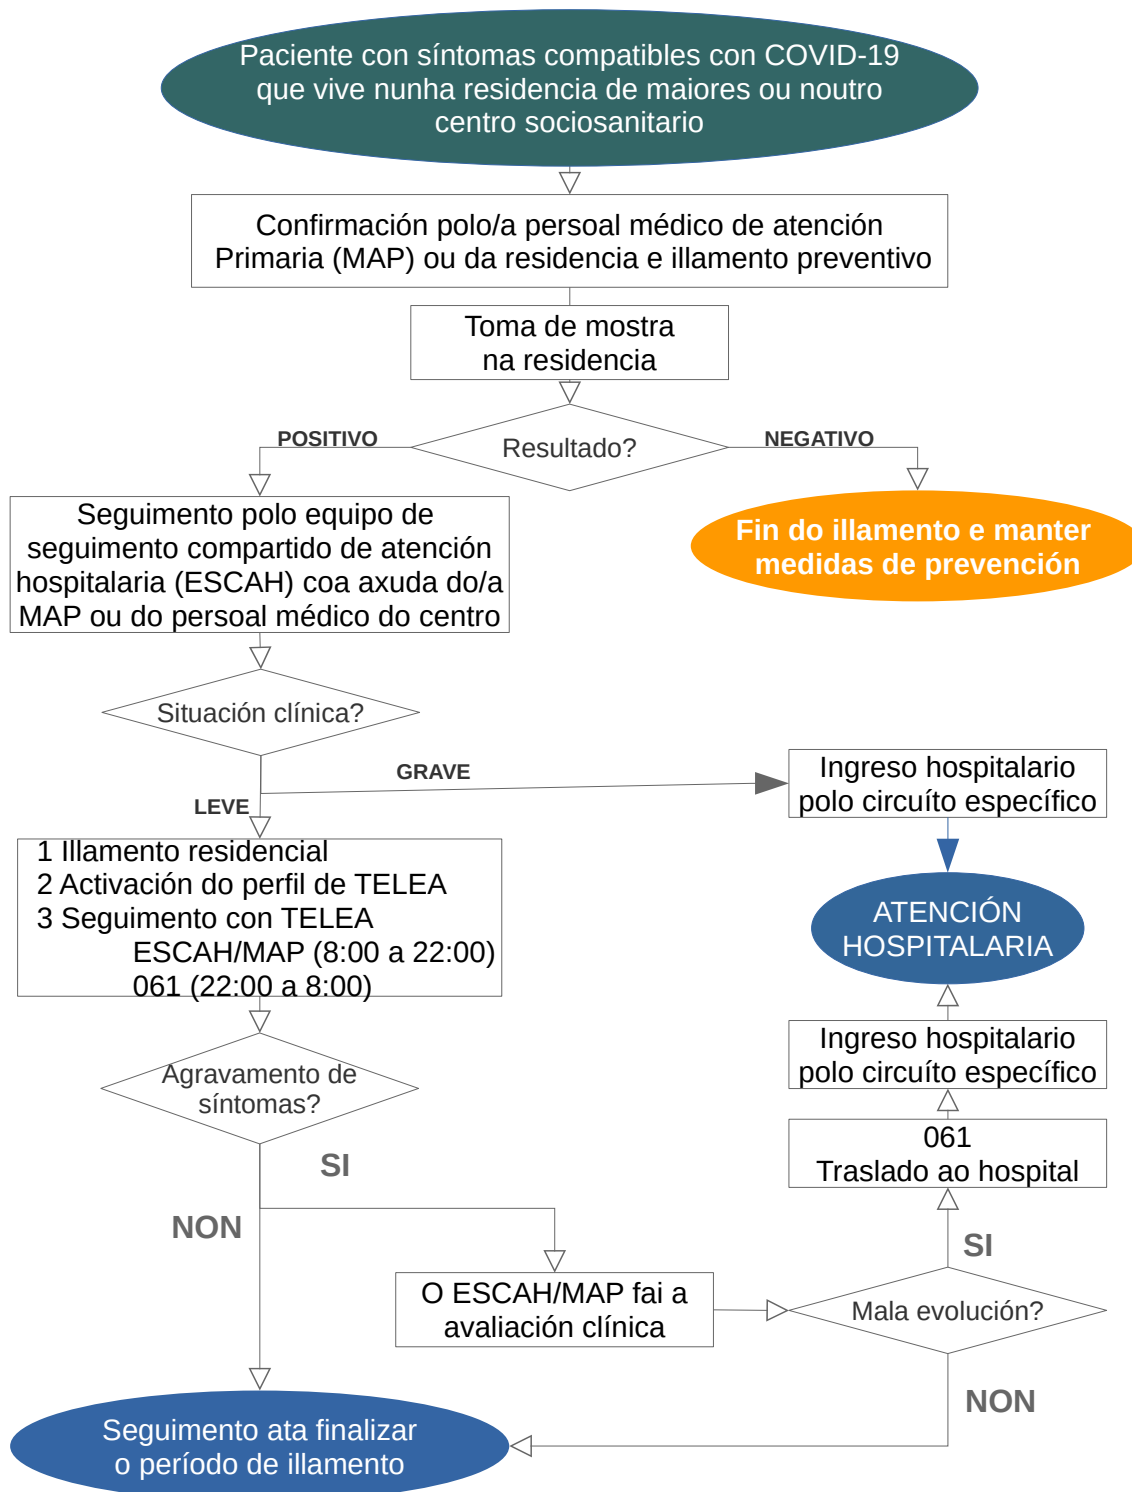 Paciente con síntomas compatibles con COVID-19
que vive nunha residencia de maiores ou noutro
centro sociosanitario
Confirmación polo/a persoal médico de atención
Primaria (MAP) ou da residencia e illamento preventivo
Toma de mostra
na residencia
Resultado?
POSITIVO
NEGATIVO
Seguimento polo equipo de
seguimento compartido de atención
hospitalaria (ESCAH) coa axuda do/a
MAP ou do persoal médico do centro
Fin do illamento e manter
medidas de prevención
Situación clínica?
GRAVE
LEVE
Ingreso hospitalario
polo circuíto específico
1 Illamento residencial
2 Activación do perfil de TELEA
3 Seguimento con TELEA
ESCAH/MAP (8:00 a 22:00)
061 (22:00 a 8:00)
ATENCIÓN
HOSPITALARIA
Ingreso hospitalario
polo circuíto específico
Agravamento de
síntomas?
061
Traslado ao hospital
SI
NON
SI
O ESCAH/MAP fai a
avaliación clínica
Mala evolución?
NON
Seguimento ata finalizar
o período de illamento